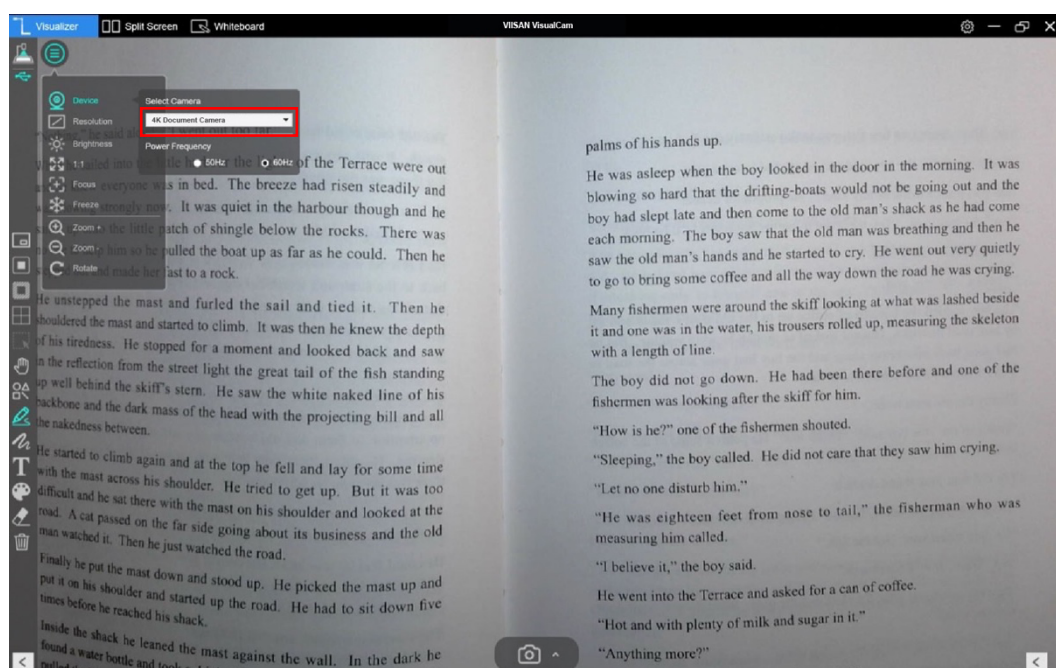 Visualizer
Split Screen
Whiteboard
VIISAN VisualCam
Device
Resolution
Brightness
1:1
Focus
Freeze
Zoom +
Zoom -
Rotate
Select Camera
4K Document Camera
Power Frequency
50Hz
60Hz
of the Terrace were out
everyone was in bed. The breeze had risen steadily and
strongly now. It was quiet in the harbour though and he
the little patch of shingle below the rocks. There was
him so he pulled the boat up as far as he could. Then he
and made her fast to a rock.
He unstepped the mast and furled the sail and tied it. Then he
shouldered the mast and started to climb. It was then he knew the depth
of his tiredness. He stopped for a moment and looked back and saw
in the reflection from the street light the great tail of the fish standing
up well behind the skiff's stern. He saw the white naked line of his
backbone and the dark mass of the head with the projecting bill and all
the nakedness between.
He started to climb again and at the top he fell and lay for some time
with the mast across his shoulder. He tried to get up. But it was too
difficult and he sat there with the mast on his shoulder and looked at the
road. A cat passed on the far side going about its business and the old
man watched it. Then he just watched the road.
Finally he put the mast down and stood up. He picked the mast up and
put it on his shoulder and started up the road. He had to sit down five
times before he reached his shack.
Inside the shack he leaned the mast against the wall. In the dark he
found a water bottle and
palms of his hands up.
He was asleep when the boy looked in the door in the morning. It was
blowing so hard that the drifting-boats would not be going out and the
boy had slept late and then come to the old man's shack as he had come
each morning. The boy saw that the old man was breathing and then he
saw the old man's hands and he started to cry. He went out very quietly
to go to bring some coffee and all the way down the road he was crying.
Many fishermen were around the skiff looking at what was lashed beside
it and one was in the water, his trousers rolled up, measuring the skeleton
with a length of line.
The boy did not go down. He had been there before and one of the
fishermen was looking after the skiff for him.
“How is he?” one of the fishermen shouted.
“Sleeping,” the boy called. He did not care that they saw him crying.
“Let no one disturb him.”
“He was eighteen feet from nose to tail,” the fisherman who was
measuring him called.
“I believe it,” the boy said.
He went into the Terrace and asked for a can of coffee.
“Hot and with plenty of milk and sugar in it.”
“Anything more?”